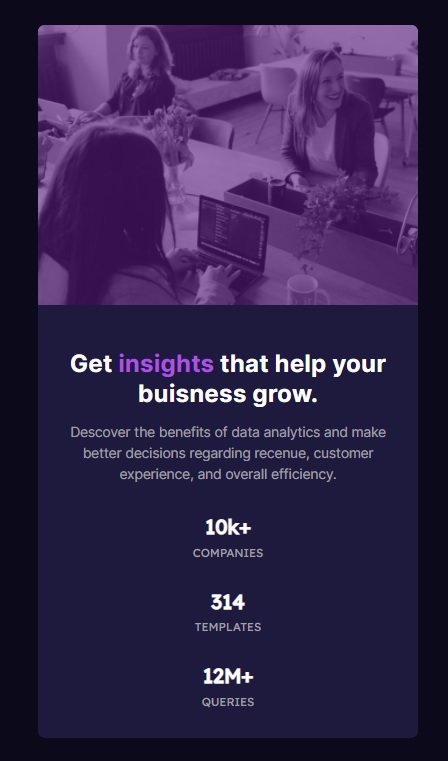 Get insights that help your
buisness grow.
Descover the benefits of data analytics and make
better decisions regarding recenue, customer
experience, and overall efficiency.
10k+
COMPANIES
314
TEMPLATES
12M+
QUERIES